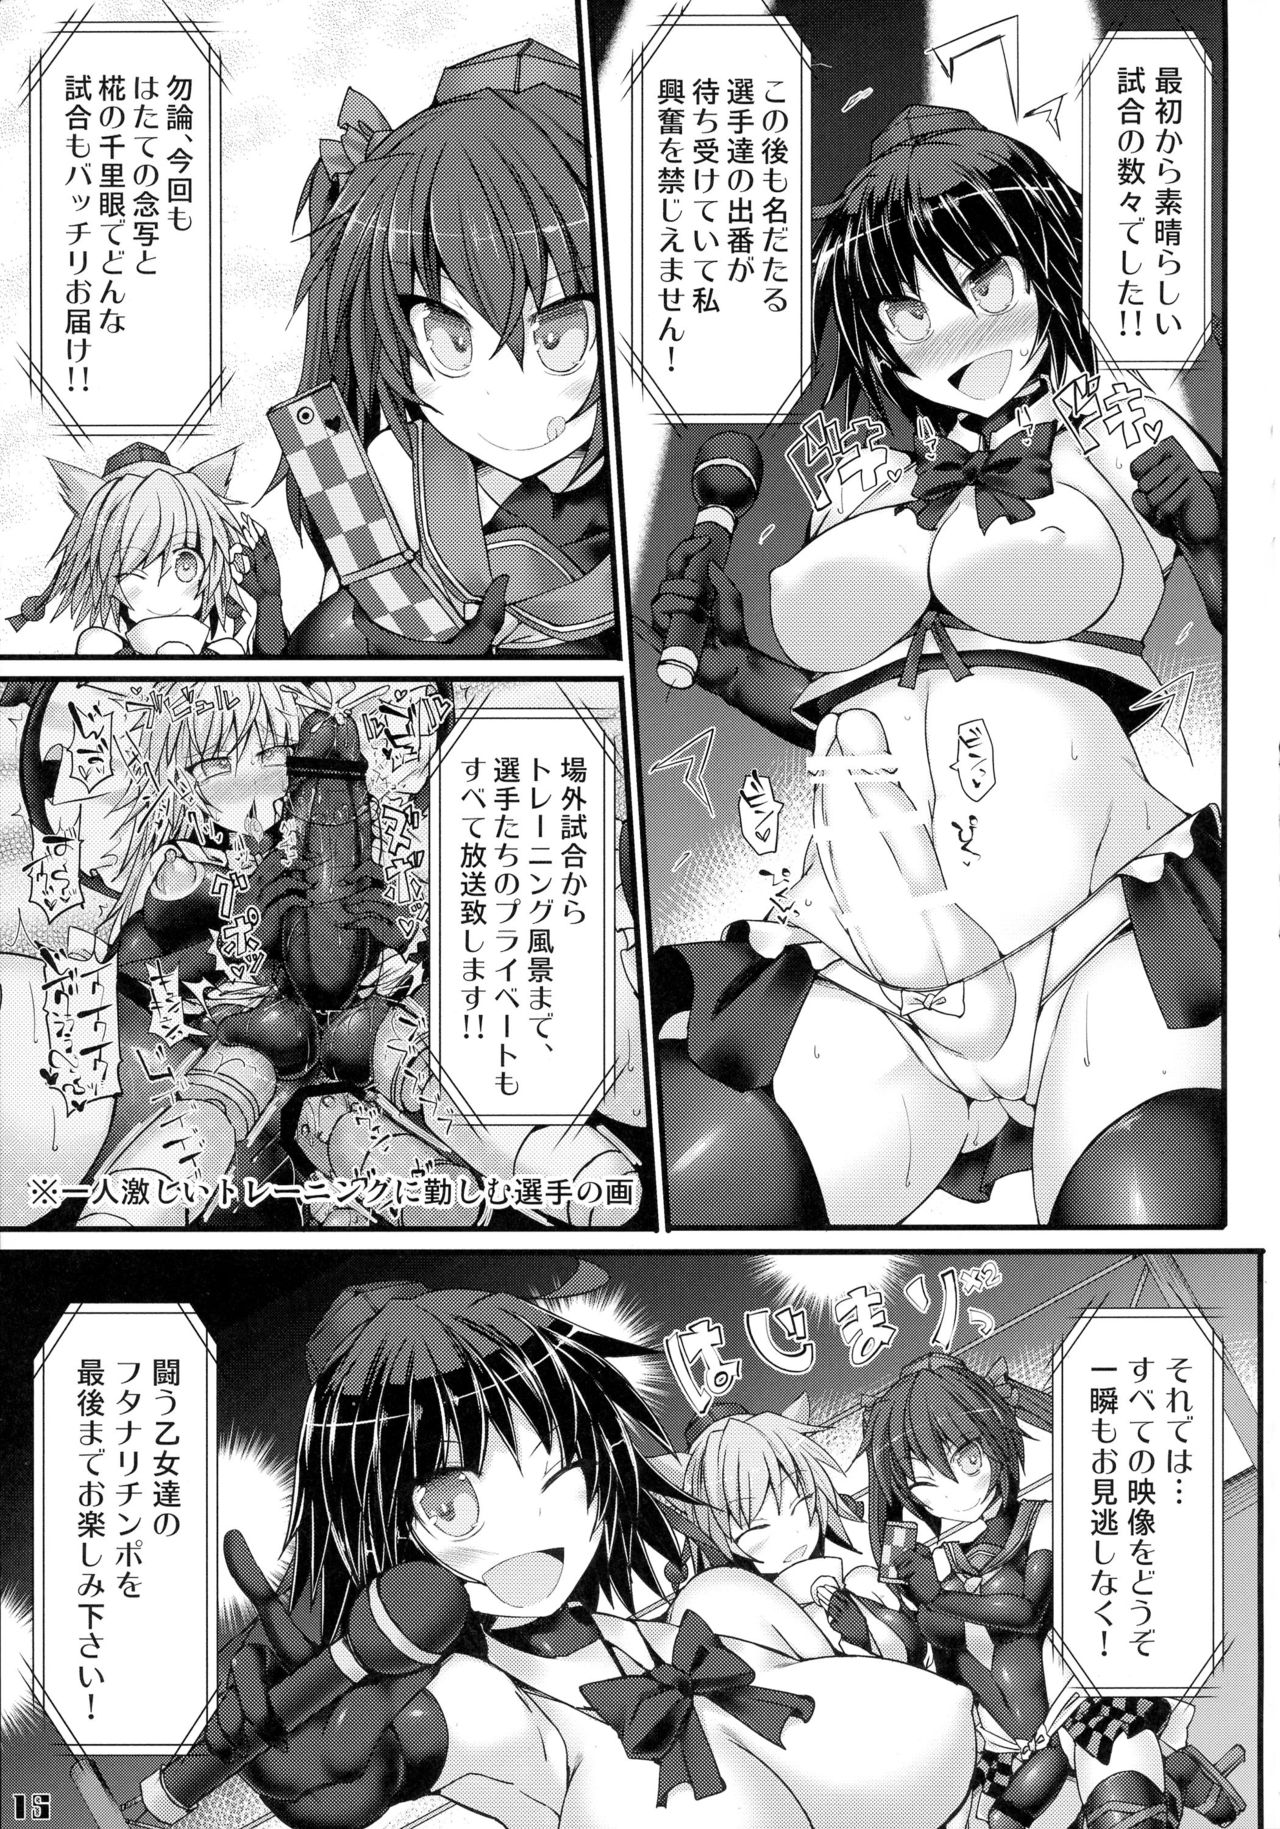 最初から素晴らしい
試合の数々でした!!
この後も名だたる
選手達の出番が
待ち受けていて私
興奮を禁じえません!
ドキ
ドキ
勿論、今回も
はたての念写と
椛の千里眼でどんな
試合もバッチリお届け!!
場外試合から
トレーニング風景まで、
選手たちのプライベートも
すべて放送致します!!
※一人激しいトレーニングに勤しむ選手の画
それでは…
すべての映像をどうぞ
一瞬もお見逃しなく!
はじまリっ
×2
闘う乙女達の
フタナリチンポを
最後までお楽しみ下さい!
15